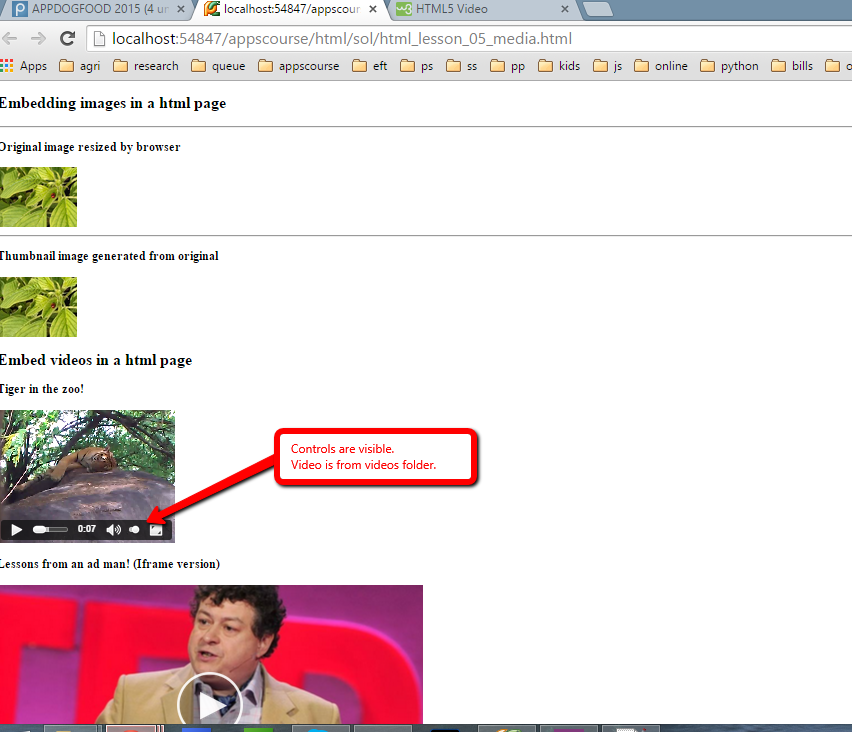 APPDOGFOOD 2015 (4 un
localhost:54847/appscour
HTML5 Video
localhost:54847/appscourse/html/sol/html_lesson_05_media.html
Apps agri research queue appscourse eft ps ss pp kids js online python bills o
Embedding images in a html page
Original image resized by browser
Thumbnail image generated from original
Embed videos in a html page
Tiger in the zoo!
Controls are visible.
Video is from videos folder.
0:07
Lessons from an ad man! (Iframe version)